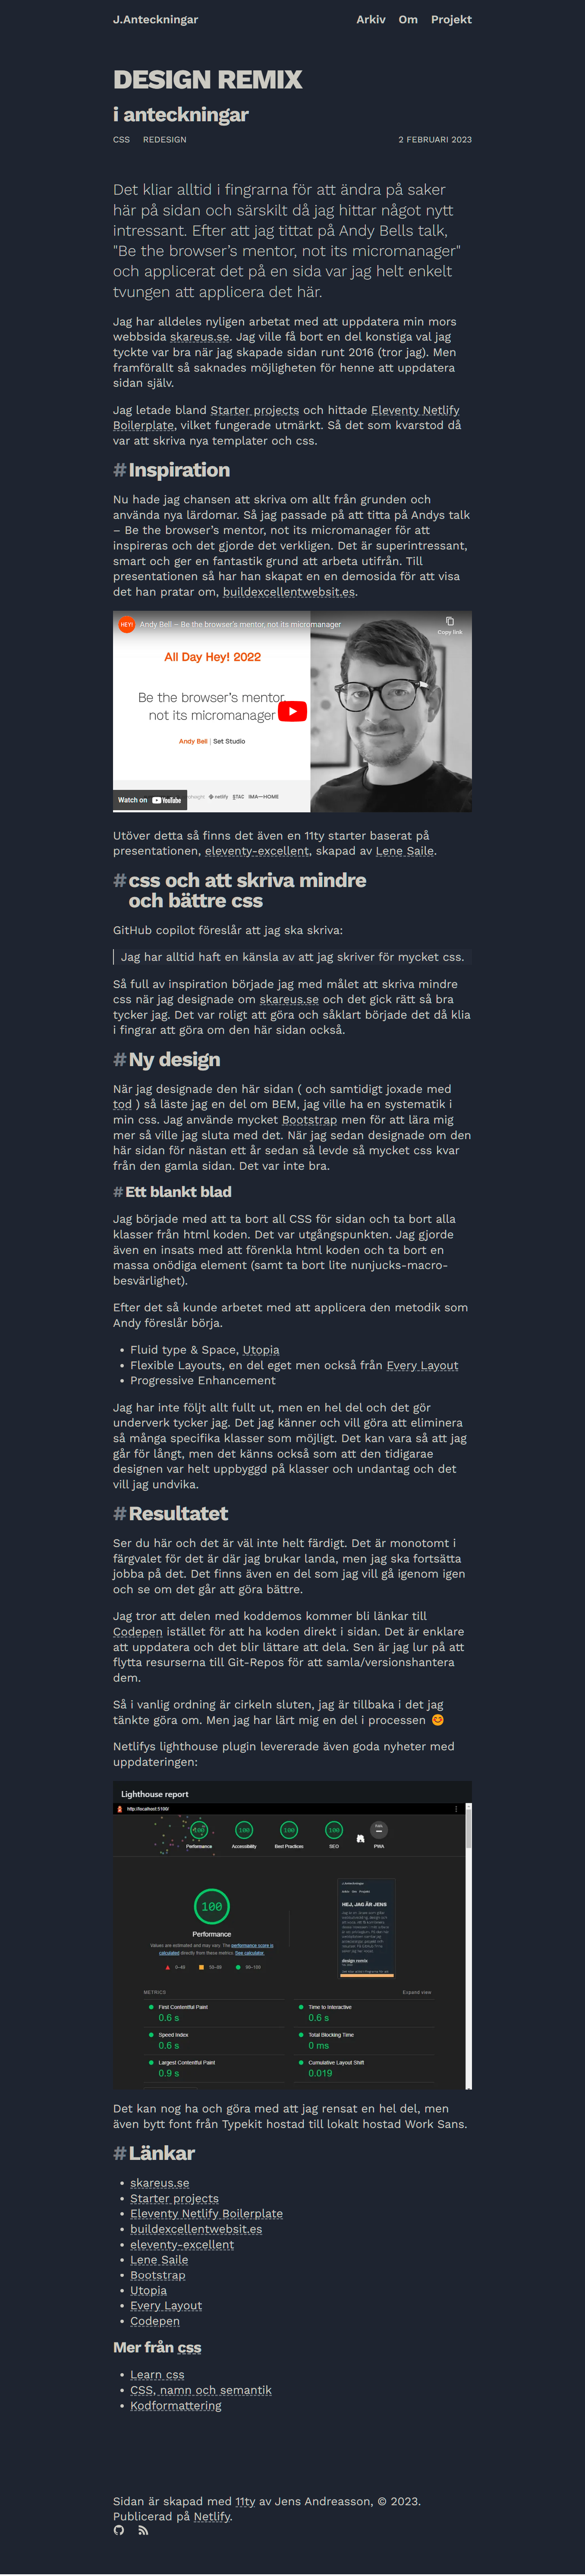 J.Anteckningar Arkiv Om Projekt
DESIGN REMIX
i anteckningar
CSS REDESIGN 2 FEBRUARI 2023
Det kliar alltid i fingrarna för att ändra på saker
här på sidan och särskilt då jag hittar något nytt
intressant. Efter att jag tittat på Andy Bells talk,
"Be the browser’s mentor, not its micromanager"
och applicerat det på en sida var jag helt enkelt
tvungen att applicera det här.
Jag har alldeles nyligen arbetat med att uppdatera min mors
webbsida skareus.se. Jag ville få bort en del konstiga val jag
tyckte var bra när jag skapade sidan runt 2016 (tror jag). Men
framförallt så saknades möjligheten för henne att uppdatera
sidan själv.
Jag letade bland Starter projects och hittade Eleventy Netlify
Boilerplate, vilket fungerade utmärkt. Så det som kvarstod då
var att skriva nya templater och css.
#Inspiration
Nu hade jag chansen att skriva om allt från grunden och
använda nya lärdomar. Så jag passade på att titta på Andys talk
– Be the browser’s mentor, not its micromanager för att
inspireras och det gjorde det verkligen. Det är superintressant,
smart och ger en fantastik grund att arbeta utifrån. Till
presentationen så har han skapat en en demosida för att visa
det han pratar om, buildexcellentwebsit.es.
HEY! Andy Bell – Be the browser's mentor, not its micromanager
Copy link
All Day Hey! 2022
Be the browser's mentor,
not its micromanager
Andy Bell | Set Studio
netlify STAC IMA—HOME
Watch on YouTube
Utöver detta så finns det även en 11ty starter baserat på
presentationen, eleventy-excellent, skapad av Lene Saile.
#css och att skriva mindre
och bättre css
GitHub copilot föreslår att jag ska skriva:
Jag har alltid haft en känsla av att jag skriver för mycket css.
Så full av inspiration började jag med målet att skriva mindre
css när jag designade om skareus.se och det gick rätt så bra
tycker jag. Det var roligt att göra och såklart började det då klia
i fingrar att göra om den här sidan också.
#Ny design
När jag designade den här sidan ( och samtidigt joxade med
tod ) så läste jag en del om BEM, jag ville ha en systematik i
min css. Jag använde mycket Bootstrap men för att lära mig
mer så ville jag sluta med det. När jag sedan designade om den
här sidan för nästan ett år sedan så levde så mycket css kvar
från den gamla sidan. Det var inte bra.
#Ett blankt blad
Jag började med att ta bort all CSS för sidan och ta bort alla
klasser från html koden. Det var utgångspunkten. Jag gjorde
även en insats med att förenkla html koden och ta bort en
massa onödiga element (samt ta bort lite nunjucks-macro-
besvärlighet).
Efter det så kunde arbetet med att applicera den metodik som
Andy föreslår börja.
• Fluid type & Space, Utopia
• Flexible Layouts, en del eget men också från Every Layout
• Progressive Enhancement
Jag har inte följt allt fullt ut, men en hel del och det gör
underverk tycker jag. Det jag känner och vill göra att eliminera
så många specifika klasser som möjligt. Det kan vara så att jag
går för långt, men det känns också som att den tidigarae
designen var helt uppbyggd på klasser och undantag och det
vill jag undvika.
#Resultatet
Ser du här och det är väl inte helt färdigt. Det är monotomt i
färgvalet för det är där jag brukar landa, men jag ska fortsätta
jobba på det. Det finns även en del som jag vill gå igenom igen
och se om det går att göra bättre.
Jag tror att delen med koddemos kommer bli länkar till
Codepen istället för att ha koden direkt i sidan. Det är enklare
att uppdatera och det blir lättare att dela. Sen är jag lur på att
flytta resurserna till Git-Repos för att samla/versionshantera
dem.
Så i vanlig ordning är cirkeln sluten, jag är tillbaka i det jag
tänkte göra om. Men jag har lärt mig en del i processen 😊
Netlifys lighthouse plugin levererade även goda nyheter med
uppdateringen:
Lighthouse report
http://localhost:5100/
100 100 100 100
Performance Accessibility Best Practices SEO PWA
100
Performance
Values are estimated and may vary. The performance score is
calculated directly from these metrics. See calculator.
0–49 50–89 90–100
HEJ, JAG ÄR JENS
design remix
METRICS Expand view
First Contentful Paint Time to Interactive
0.6 s 0.6 s
Speed Index Total Blocking Time
0.6 s 0 ms
Largest Contentful Paint Cumulative Layout Shift
0.9 s 0.019
Det kan nog ha och göra med att jag rensat en hel del, men
även bytt font från Typekit hostad till lokalt hostad Work Sans.
#Länkar
• skareus.se
• Starter projects
• Eleventy Netlify Boilerplate
• buildexcellentwebsit.es
• eleventy-excellent
• Lene Saile
• Bootstrap
• Utopia
• Every Layout
• Codepen
Mer från css
• Learn css
• CSS, namn och semantik
• Kodformattering
Sidan är skapad med 11ty av Jens Andreasson, © 2023.
Publicerad på Netlify.